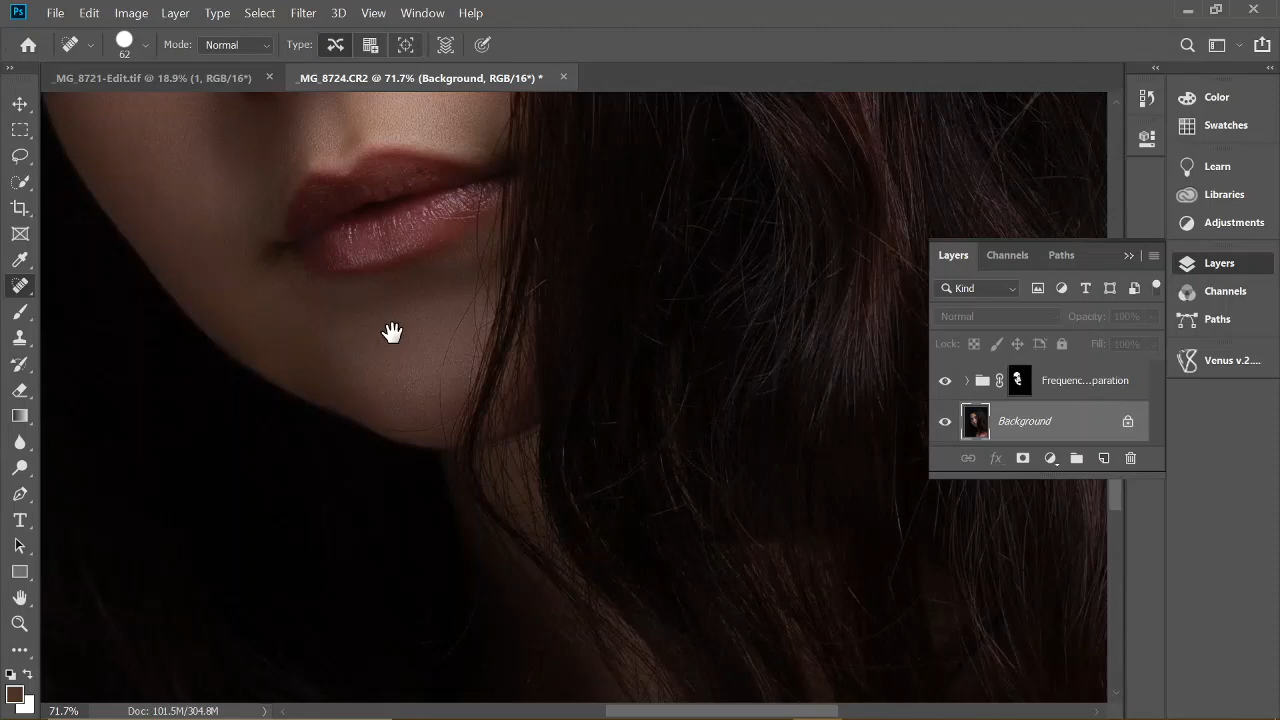 Ps File Edit Image Layer Type Select Filter 3D View Window Help
62 Mode: Normal Type:
_MG_8721-Edit.tif @ 18.9% (1, RGB/16*) _MG_8724.CR2 @ 71.7% (Background, RGB/16*) *
Color
Swatches
Learn
Libraries
Adjustments
Layers
Channels
Paths
Venus v.2....
Layers Channels Paths
Kind
Normal Opacity: 100%
Lock: Fill: 100%
Frequenc...paration
Background
71.7% Doc: 101.5M/304.8M